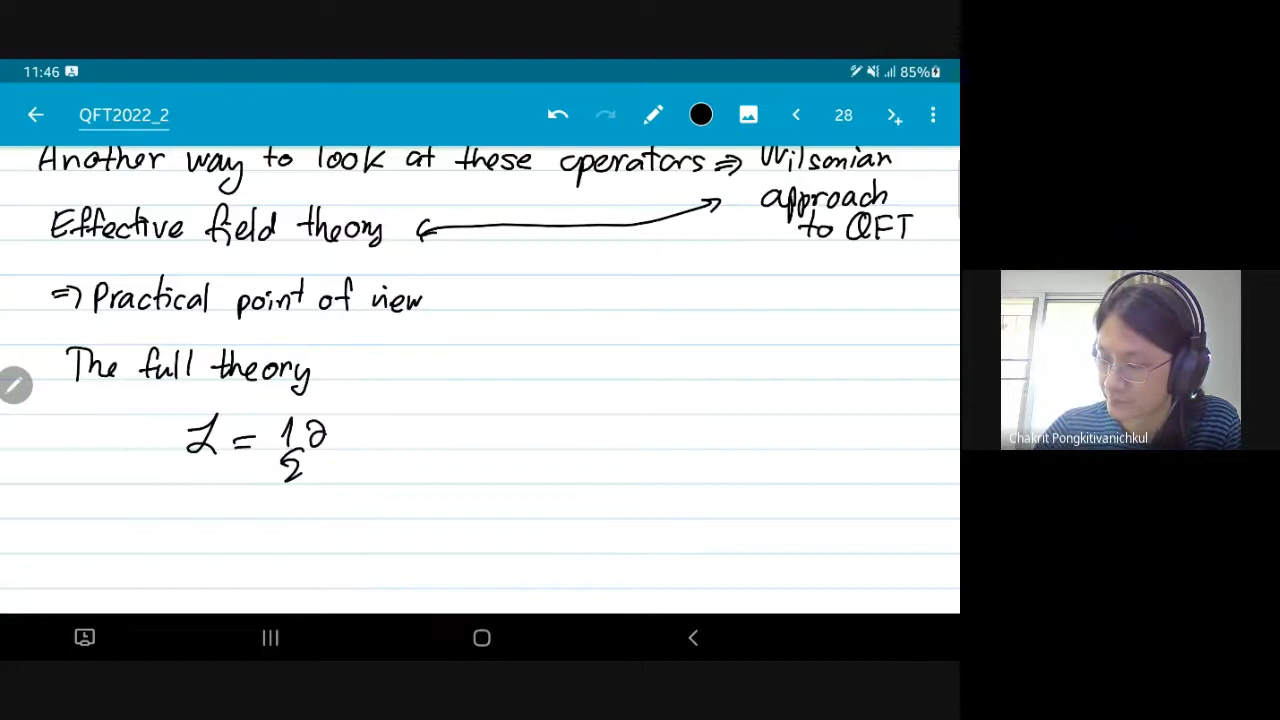 11:46
85%
QFT2022_2
28
Another way to look at these operators ⇒ Wilsonian
approach
to QFT
Effective field theory
⇒ Practical point of view
The full theory
ℒ = 1/2 ∂
Chakrit Pongkitivanichkul